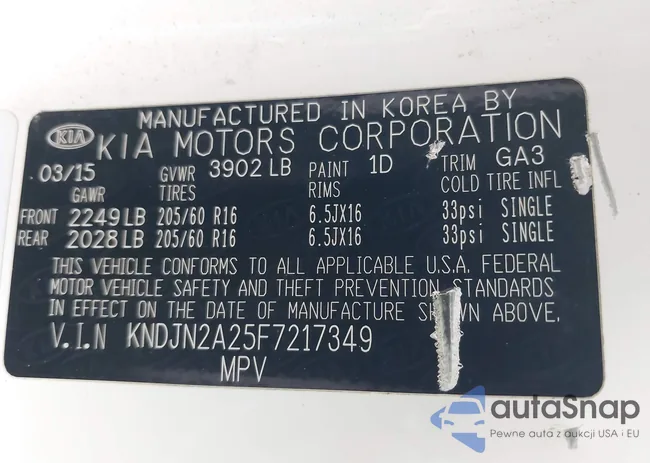 MANUFACTURED IN KOREA BY
KIA KIA MOTORS CORPORATION
03/15 GVWR 3902 LB PAINT 1D TRIM GA3
GAWR TIRES RIMS COLD TIRE INFL
FRONT 2249 LB 205/60 R16 6.5JX16 33psi SINGLE
REAR 2028 LB 205/60 R16 6.5JX16 33psi SINGLE
THIS VEHICLE CONFORMS TO ALL APPLICABLE U.S.A. FEDERAL
MOTOR VEHICLE SAFETY AND THEFT PREVENTION STANDARDS
IN EFFECT ON THE DATE OF MANUFACTURE SHOWN ABOVE.
V.I.N KNDJN2A25F7217349
MPV
autaSnap
Pewne auta z aukcji USA i EU